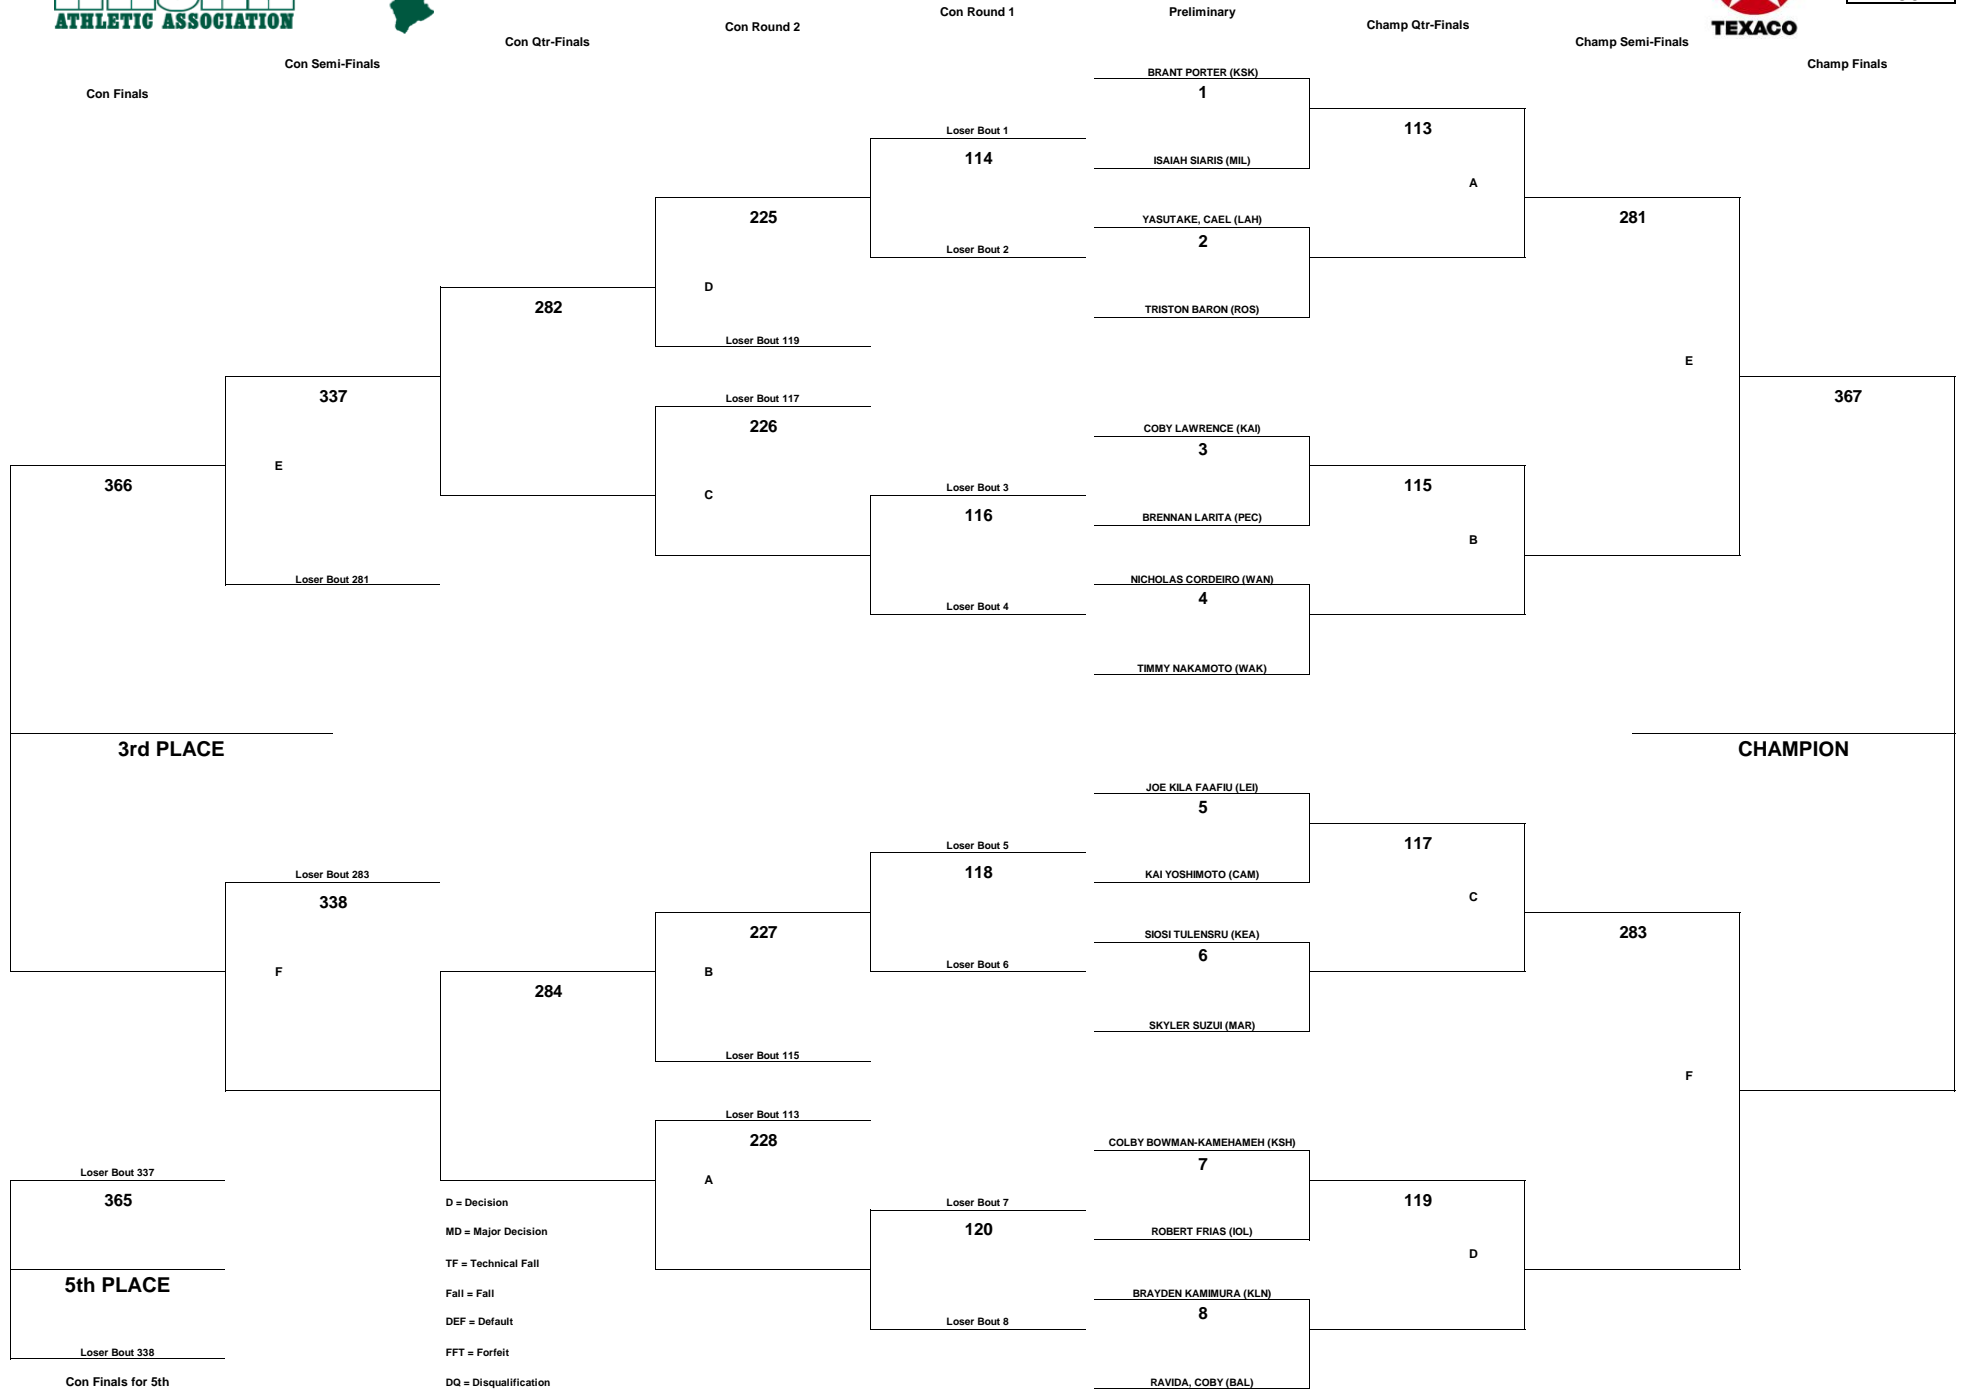 ATHLETIC ASSOCIATION
TEXACO
Con Finals
Con Semi-Finals
Con Qtr-Finals
Con Round 2
Con Round 1
Preliminary
Champ Qtr-Finals
Champ Semi-Finals
Champ Finals
BRANT PORTER (KSK)
1
113
Loser Bout 1
114
ISAIAH SIARIS (MIL)
A
225
YASUTAKE, CAEL (LAH)
281
2
Loser Bout 2
D
282
TRISTON BARON (ROS)
Loser Bout 119
E
337
Loser Bout 117
367
226
COBY LAWRENCE (KAI)
3
E
366
Loser Bout 3
115
C
116
BRENNAN LARITA (PEC)
B
Loser Bout 281
NICHOLAS CORDEIRO (WAN)
4
Loser Bout 4
TIMMY NAKAMOTO (WAK)
3rd PLACE
CHAMPION
JOE KILA FAAFIU (LEI)
5
Loser Bout 5
117
Loser Bout 283
118
KAI YOSHIMOTO (CAM)
338
C
227
SIOSI TULENSRU (KEA)
283
6
F
B
Loser Bout 6
284
SKYLER SUZUI (MAR)
Loser Bout 115
F
Loser Bout 113
228
COLBY BOWMAN-KAMEHAMEH (KSH)
7
Loser Bout 337
A
365
D = Decision
Loser Bout 7
119
120
MD = Major Decision
ROBERT FRIAS (IOL)
D
TF = Technical Fall
5th PLACE
Fall = Fall
BRAYDEN KAMIMURA (KLN)
8
DEF = Default
Loser Bout 8
Loser Bout 338
FFT = Forfeit
Con Finals for 5th
DQ = Disqualification
RAVIDA, COBY (BAL)